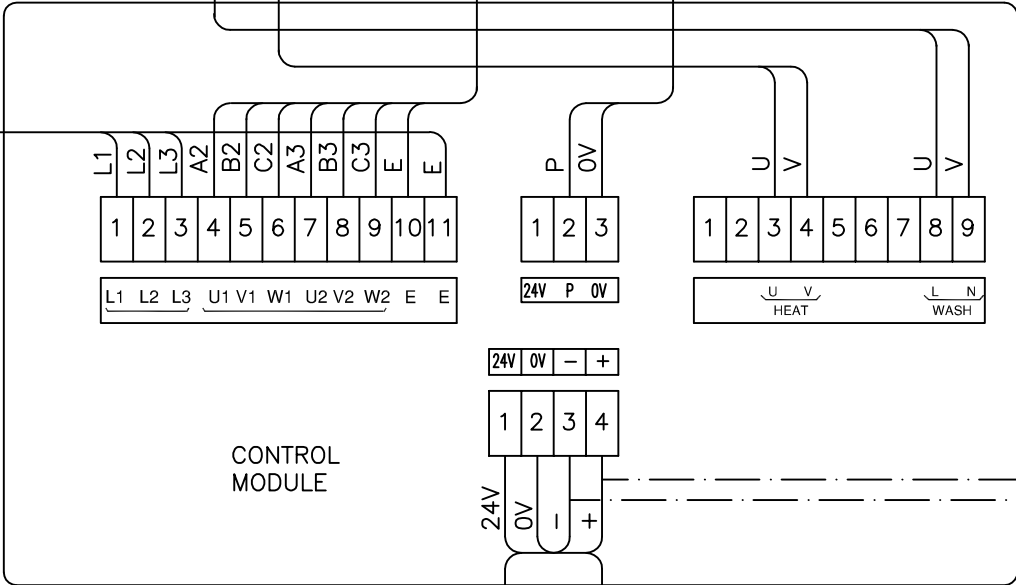 L1 L2 L3 A2 B2 C2 A3 B3 C3 E E
P 0V
U V
U V
1 2 3 4 5 6 7 8 9 10 11
1 2 3
1 2 3 4 5 6 7 8 9
L1 L2 L3 U1 V1 W1 U2 V2 W2 E E
24V P 0V
U V
HEAT
L N
WASH
24V 0V − +
1 2 3 4
CONTROL
MODULE
24V 0V − +